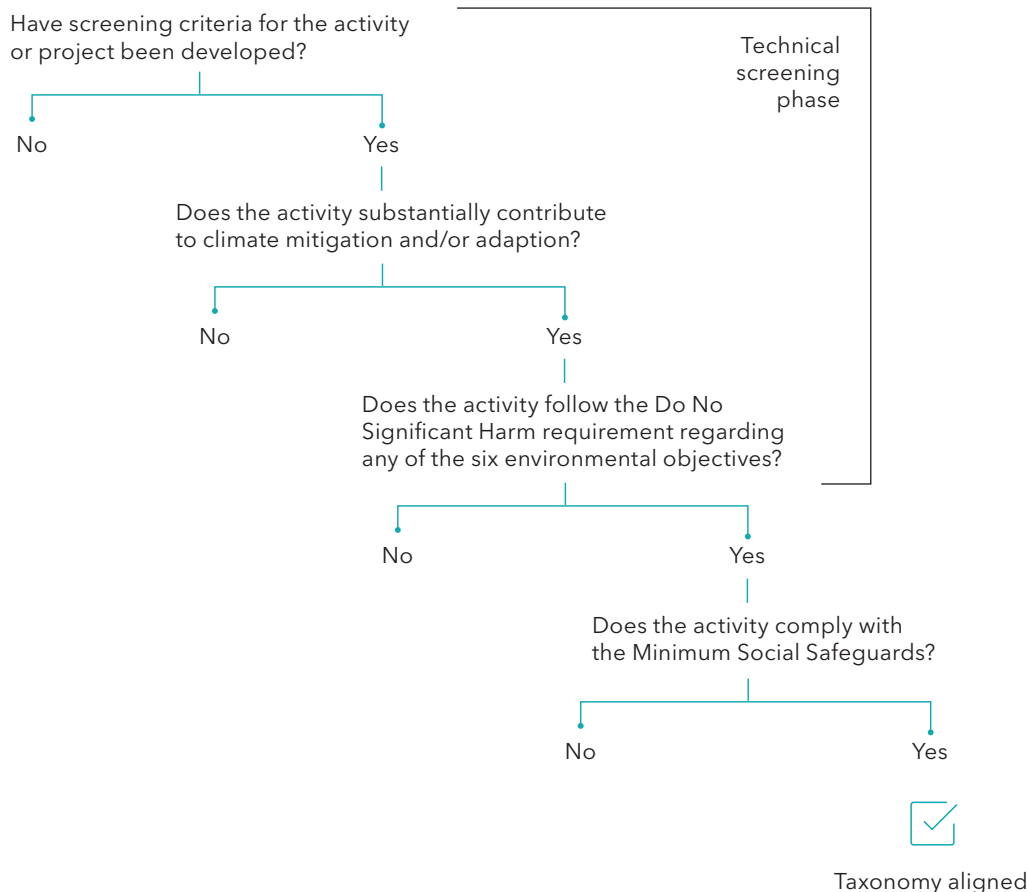 Have screening criteria for the activity
or project been developed?
Technical
screening
phase
No
Yes
Does the activity substantially contribute
to climate mitigation and/or adaption?
No
Yes
Does the activity follow the Do No
Significant Harm requirement regarding
any of the six environmental objectives?
No
Yes
Does the activity comply with
the Minimum Social Safeguards?
No
Yes
Taxonomy aligned